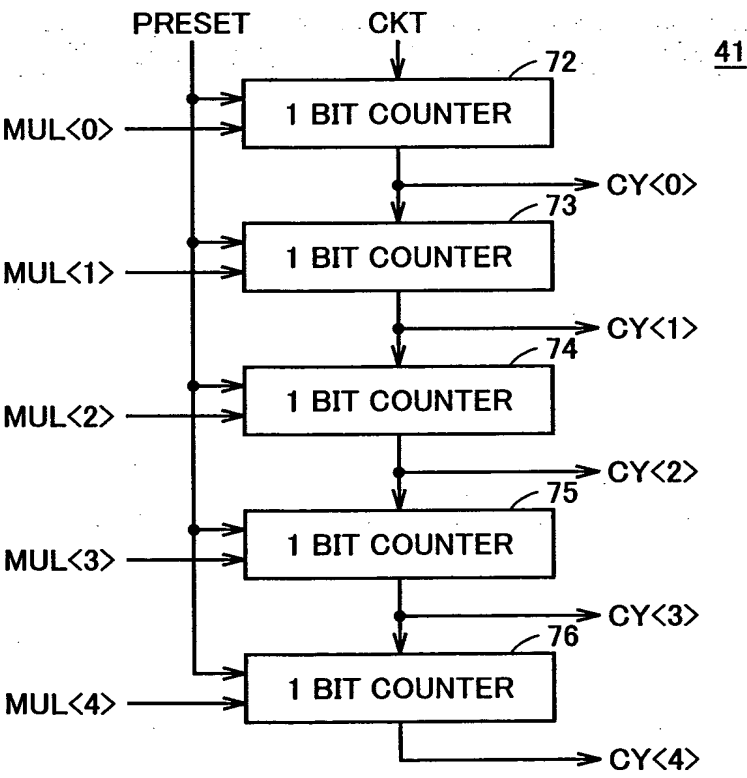 PRESET CKT
41
72
1 BIT COUNTER
MUL<0>
CY<0>
73
1 BIT COUNTER
MUL<1>
CY<1>
74
1 BIT COUNTER
MUL<2>
CY<2>
75
1 BIT COUNTER
MUL<3>
CY<3>
76
1 BIT COUNTER
MUL<4>
CY<4>